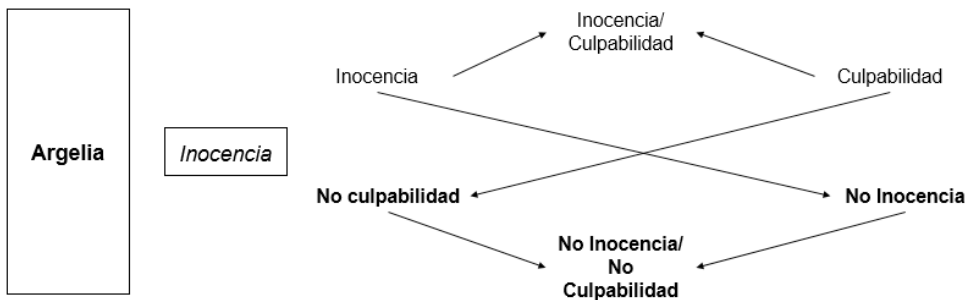 Inocencia/
Culpabilidad
Inocencia
Culpabilidad
Argelia
Inocencia
No culpabilidad
No Inocencia
No Inocencia/
No
Culpabilidad